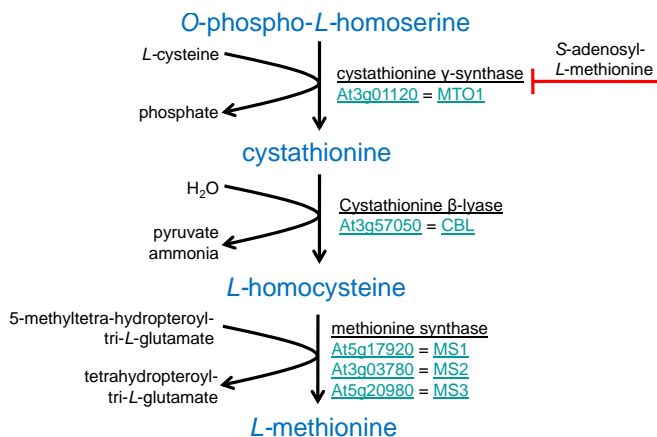 O-phospho-L-homoserine
L-cysteine
phosphate
cystathionine γ-synthase
At3g01120 = MTO1
S-adenosyl-
L-methionine
cystathionine
H₂O
pyruvate
ammonia
Cystathionine β-lyase
At3g57050 = CBL
L-homocysteine
5-methyltetra-hydropteroyl-
tri-L-glutamate
tetrahydropteroyl-
tri-L-glutamate
methionine synthase
At5g17920 = MS1
At3g03780 = MS2
At5g20980 = MS3
L-methionine